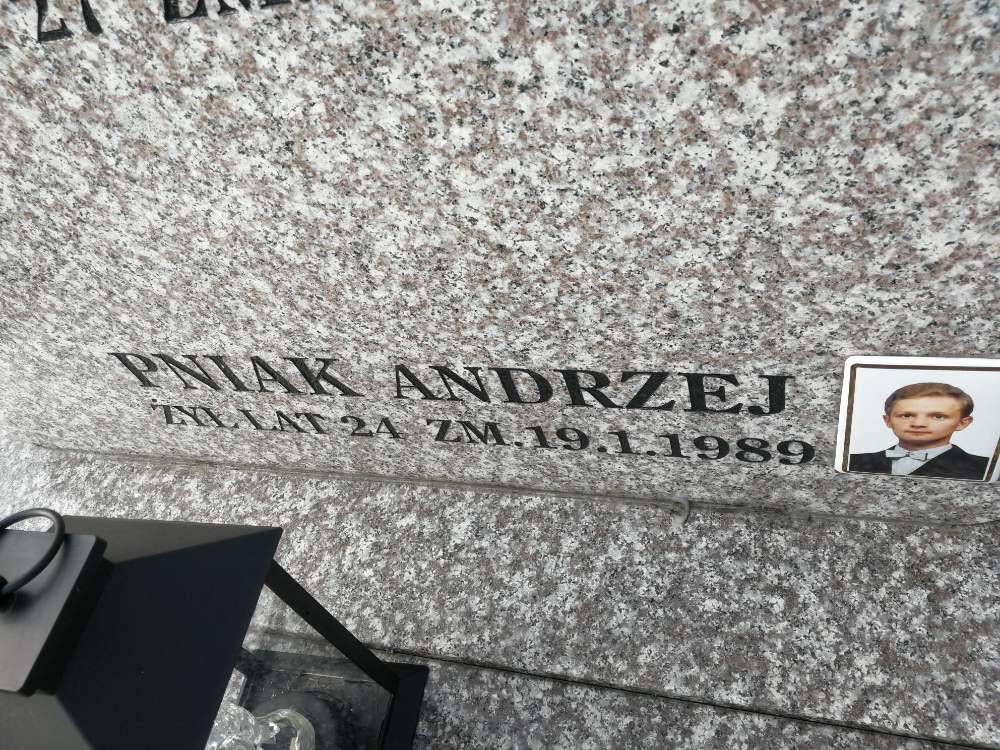 PNIAK ANDRZEJ
ŻYŁ LAT 24 ZM. 19.1.1989